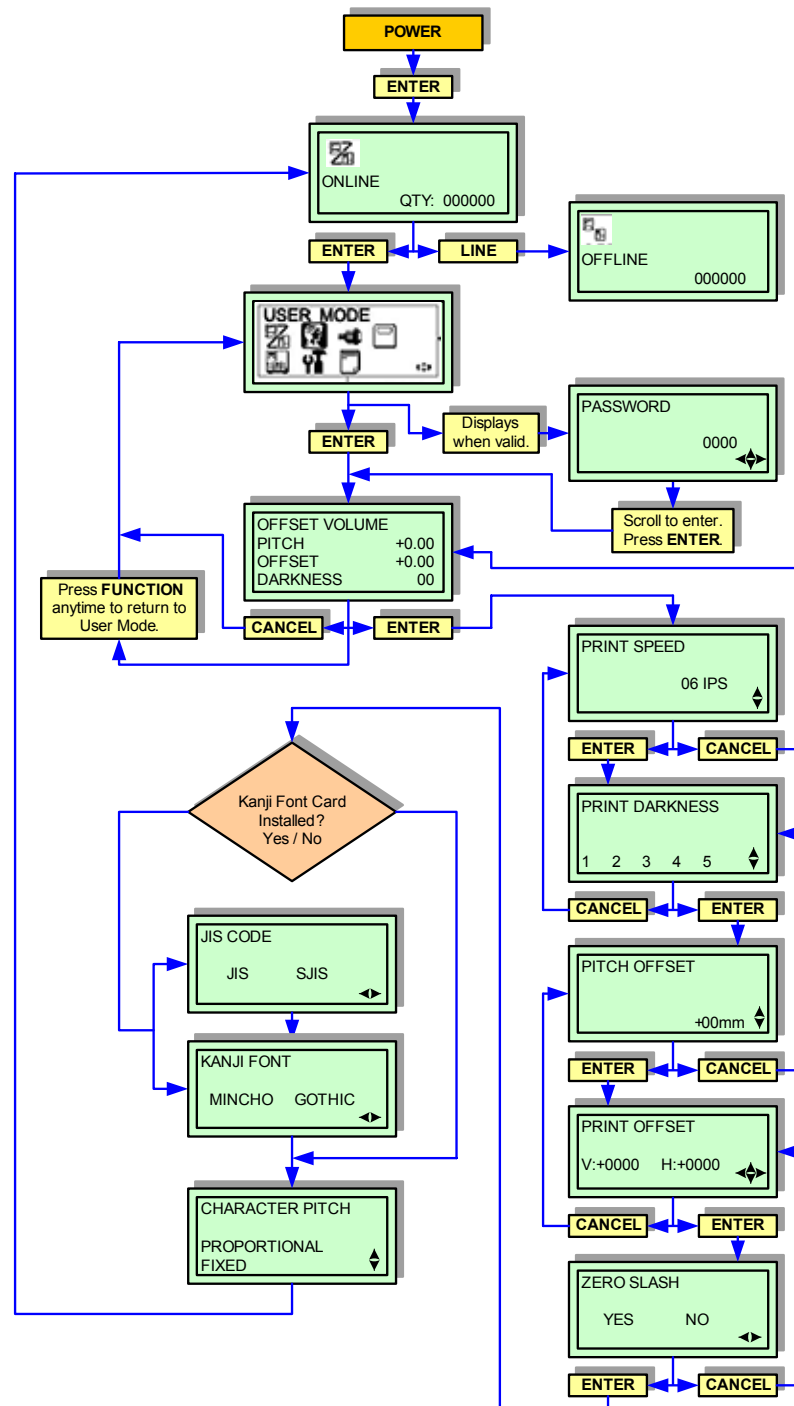 POWER
ENTER
ONLINE
QTY: 000000
ENTER
LINE
OFFLINE
000000
USER MODE
ENTER
Displays
when valid.
PASSWORD
0000
Scroll to enter.
Press ENTER.
OFFSET VOLUME
PITCH +0.00
OFFSET +0.00
DARKNESS 00
Press FUNCTION
anytime to return to
User Mode.
CANCEL
ENTER
PRINT SPEED
06 IPS
ENTER
CANCEL
PRINT DARKNESS
1 2 3 4 5
CANCEL
ENTER
PITCH OFFSET
+00mm
ENTER
CANCEL
PRINT OFFSET
V:+0000 H:+0000
CANCEL
ENTER
ZERO SLASH
YES NO
ENTER
CANCEL
Kanji Font Card
Installed?
Yes / No
JIS CODE
JIS SJIS
KANJI FONT
MINCHO GOTHIC
CHARACTER PITCH
PROPORTIONAL
FIXED